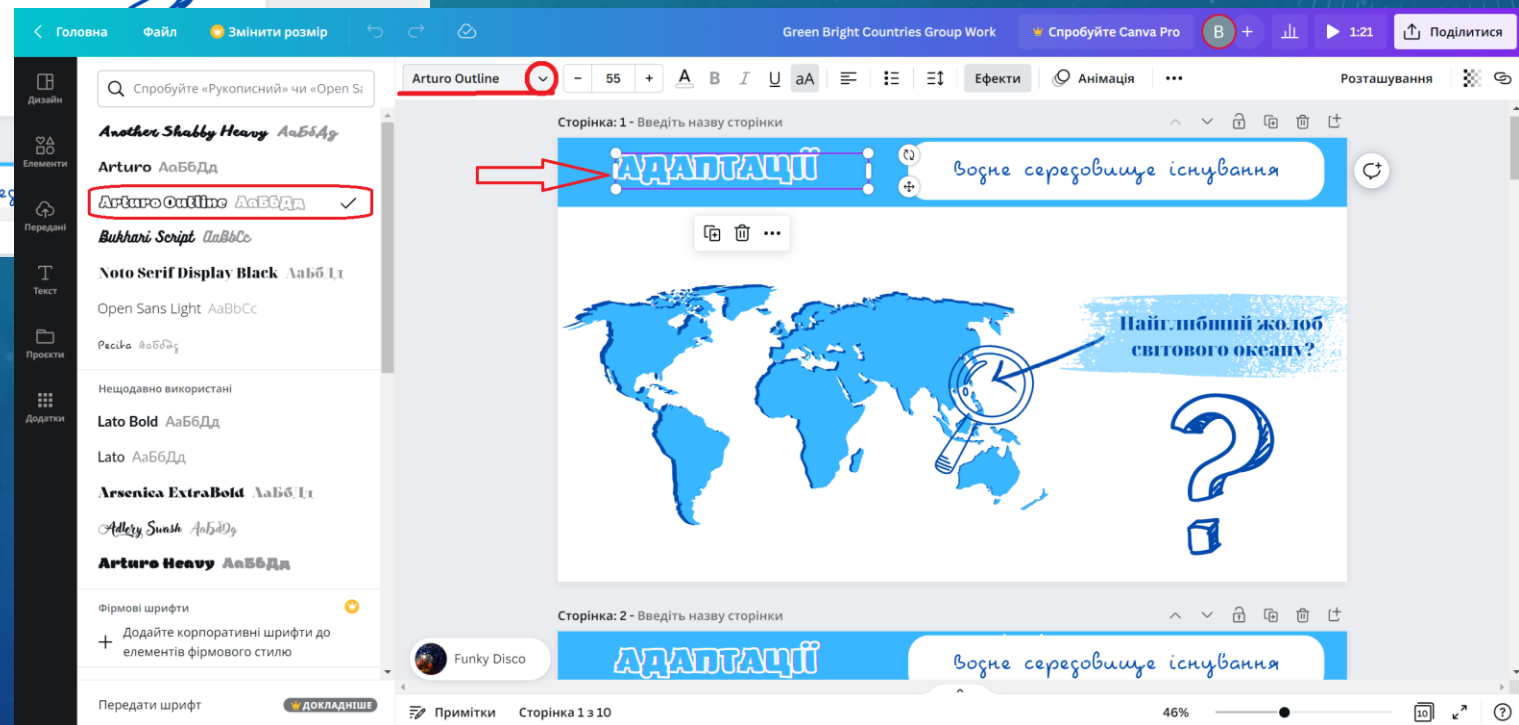 Головна Файл Змінити розмір Green Bright Countries Group Work Спробуйте Canva Pro B + 1:21 Поділитися
Дизайн
Елементи
Передані
Текст
Проєкти
Додатки
Спробуйте «Рукописний» чи «Open Sa
Another Shabby Heavy АаБбДд
Arturo АаБбДд
Arturo Outline АаБбДд
Bukhari Script AaBbCc
Noto Serif Display Black АаБбДд
Open Sans Light AaBbCc
Pecita АаБбДд
Нещодавно використані
Lato Bold АаБбДд
Lato АаБбДд
Arsenica ExtraBold АаБбДд
Adlery Swash АаБбДд
Arturo Heavy АаБбДд
Фірмові шрифти
Додайте корпоративні шрифти до
елементів фірмового стилю
Передати шрифт ДОКЛАДНІШЕ
Arturo Outline - 55 + A B I U aA Ефекти Анімація Розташування
Сторінка: 1 - Введіть назву сторінки
АДАПТАЦІЇ Водне середовище існування
Найглибший жолоб
світового океану?
Сторінка: 2 - Введіть назву сторінки
АДАПТАЦІЇ Водне середовище існування
Funky Disco
Примітки Сторінка 1 з 10 46% 10 ?